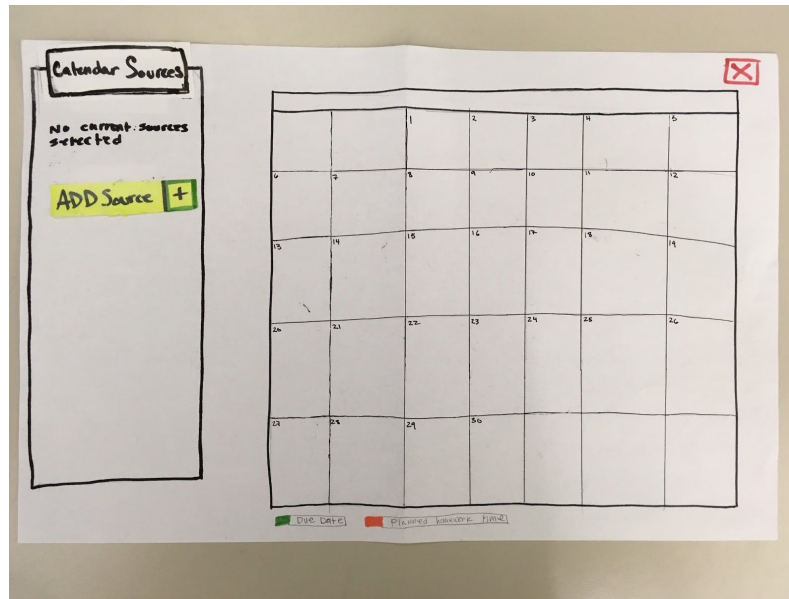 Calendar Sources
No current sources
selected
ADD Source +
X
1 2 3 4 5
6 7 8 9 10 11 12
13 14 15 16 17 18 19
20 21 22 23 24 25 26
27 28 29 30
Due Date Planned homework time